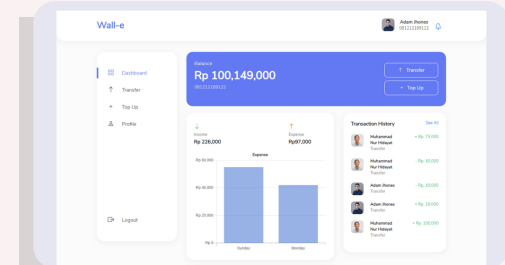 Wall-e
Adam Jhones
081211189122
Dashboard
Transfer
Top Up
Profile
Logout
Balance
Rp 100,149,000
081211189122
↑ Transfer
+ Top Up
Income
Rp 226,000
Expense
Rp97,000
Expense
Rp 60,000
Rp 40,000
Rp 20,000
Rp 0
Sunday
Monday
Transaction History
See All
Muhammad
Nur Hidayat
Transfer
+ Rp. 75,000
Muhammad
Nur Hidayat
Transfer
- Rp. 10,000
Adam Jhones
Transfer
- Rp. 10,000
Adam Jhones
Transfer
+ Rp. 10,000
Muhammad
Nur Hidayat
Transfer
+ Rp. 100,000